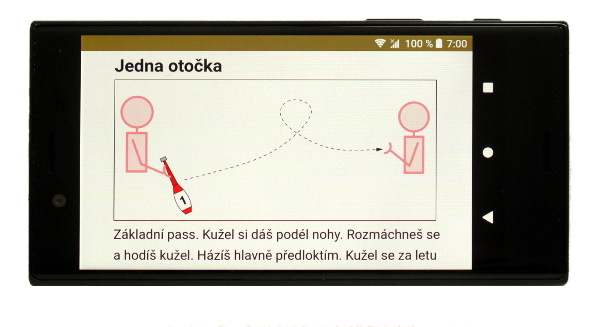 100 % 7:00
Jedna otočka
1
Základní pass. Kužel si dáš podél nohy. Rozmáchneš se
a hodíš kužel. Házíš hlavně předloktím. Kužel se za letu